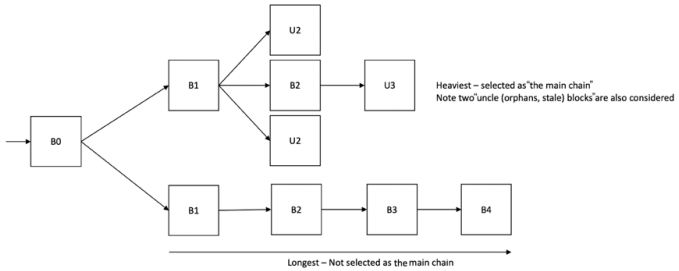 U2
B1
B2
U3
Heaviest – selected as"the main chain"
Note two"uncle (orphans, stale) blocks"are also considered
B0
U2
B1
B2
B3
B4
Longest – Not selected as the main chain